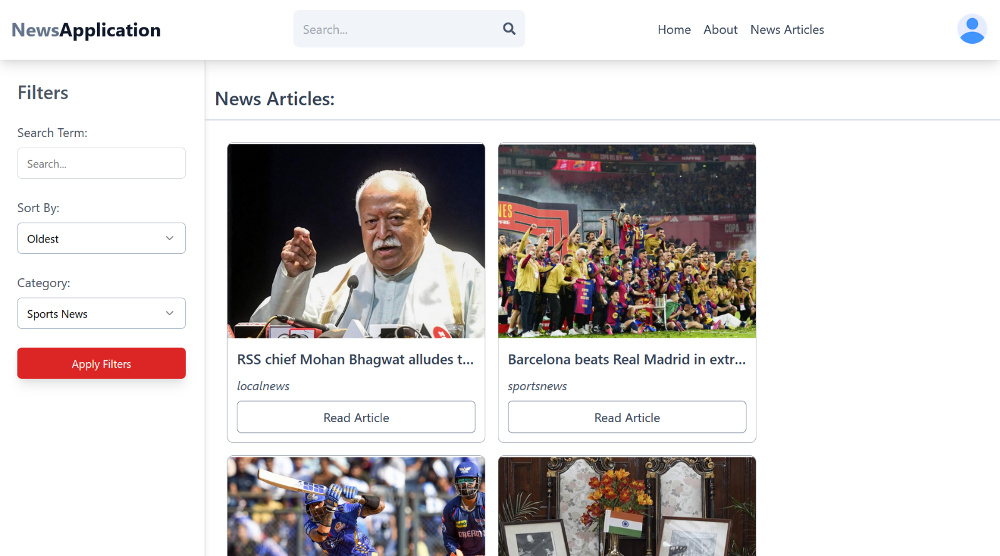 NewsApplication
Search...
Home
About
News Articles
Filters
Search Term:
Search...
Sort By:
Oldest
Category:
Sports News
Apply Filters
News Articles:
RSS chief Mohan Bhagwat alludes t...
localnews
Read Article
Barcelona beats Real Madrid in extr...
sportsnews
Read Article
DREAM